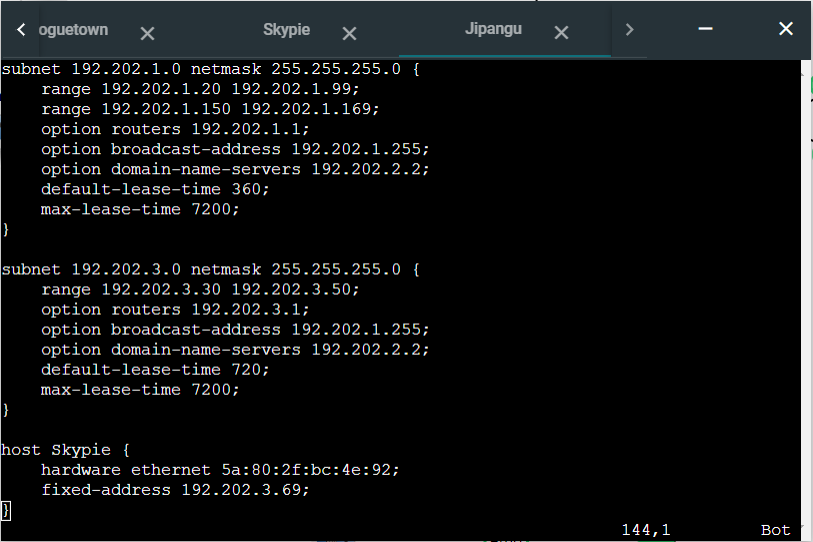 oguetown
Skypie
Jipangu
subnet 192.202.1.0 netmask 255.255.255.0 {
    range 192.202.1.20 192.202.1.99;
    range 192.202.1.150 192.202.1.169;
    option routers 192.202.1.1;
    option broadcast-address 192.202.1.255;
    option domain-name-servers 192.202.2.2;
    default-lease-time 360;
    max-lease-time 7200;
}

subnet 192.202.3.0 netmask 255.255.255.0 {
    range 192.202.3.30 192.202.3.50;
    option routers 192.202.3.1;
    option broadcast-address 192.202.1.255;
    option domain-name-servers 192.202.2.2;
    default-lease-time 720;
    max-lease-time 7200;
}

host Skypie {
    hardware ethernet 5a:80:2f:bc:4e:92;
    fixed-address 192.202.3.69;
}
144,1 Bot